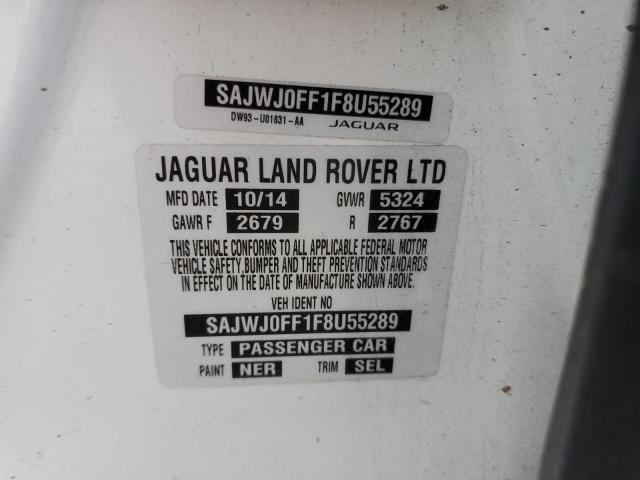 SAJWJ0FF1F8U55289
DW93-U01631-AA JAGUAR
JAGUAR LAND ROVER LTD
MFD DATE 10/14 GVWR 5324
GAWR F 2679 R 2767
THIS VEHICLE CONFORMS TO ALL APPLICABLE FEDERAL MOTOR
VEHICLE SAFETY, BUMPER AND THEFT PREVENTION STANDARDS
IN EFFECT ON THE DATE OF MANUFACTURE SHOWN ABOVE.
VEH IDENT NO
SAJWJ0FF1F8U55289
TYPE PASSENGER CAR
PAINT NER TRIM SEL